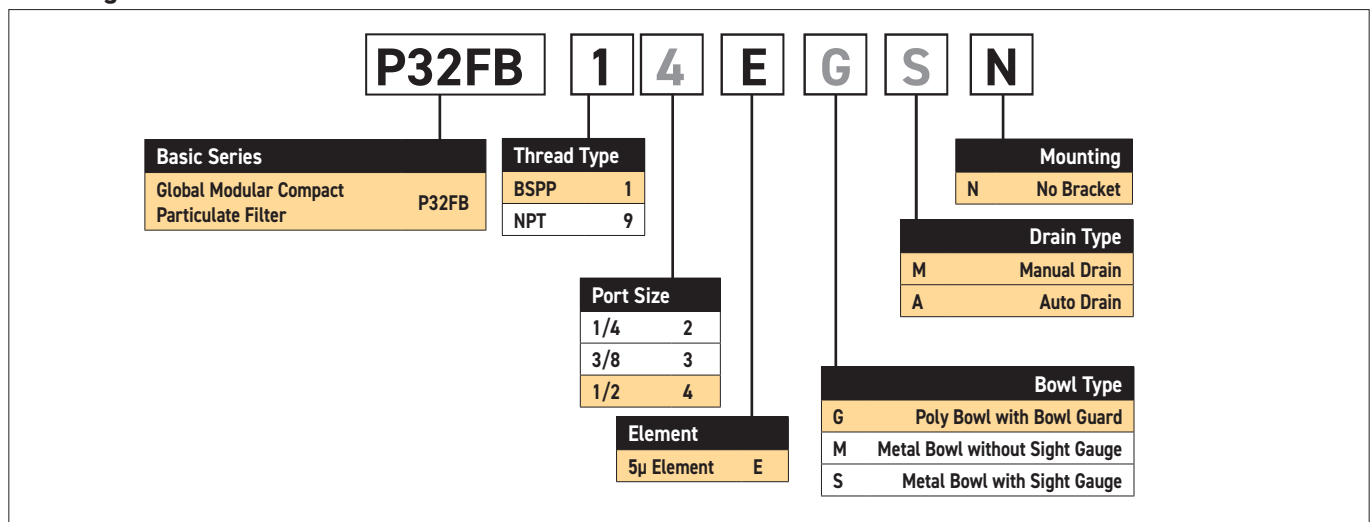 P32FB 1 4 E G S N
Basic Series
Global Modular Compact
Particulate Filter P32FB
Thread Type
BSPP 1
NPT 9
Mounting
N No Bracket
Drain Type
M Manual Drain
A Auto Drain
Port Size
1/4 2
3/8 3
1/2 4
Bowl Type
G Poly Bowl with Bowl Guard
M Metal Bowl without Sight Gauge
S Metal Bowl with Sight Gauge
Element
5µ Element E